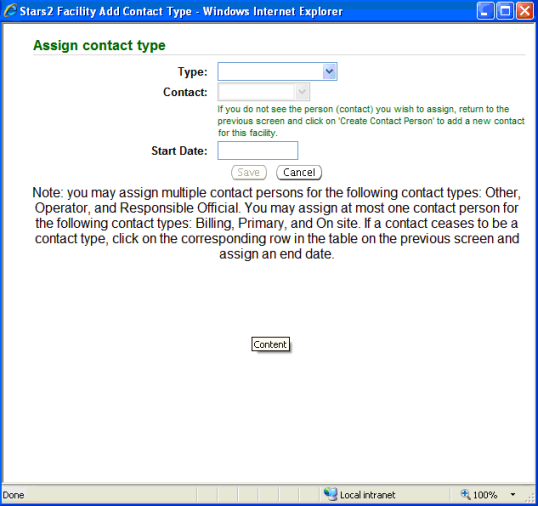 Stars2 Facility Add Contact Type - Windows Internet Explorer
Assign contact type
Type:
Contact:
If you do not see the person (contact) you wish to assign, return to the
previous screen and click on 'Create Contact Person' to add a new contact
for this facility.
Start Date:
Save Cancel
Note: you may assign multiple contact persons for the following contact types: Other,
Operator, and Responsible Official. You may assign at most one contact person for
the following contact types: Billing, Primary, and On site. If a contact ceases to be a
contact type, click on the corresponding row in the table on the previous screen and
assign an end date.
Content
Done Local intranet 100%